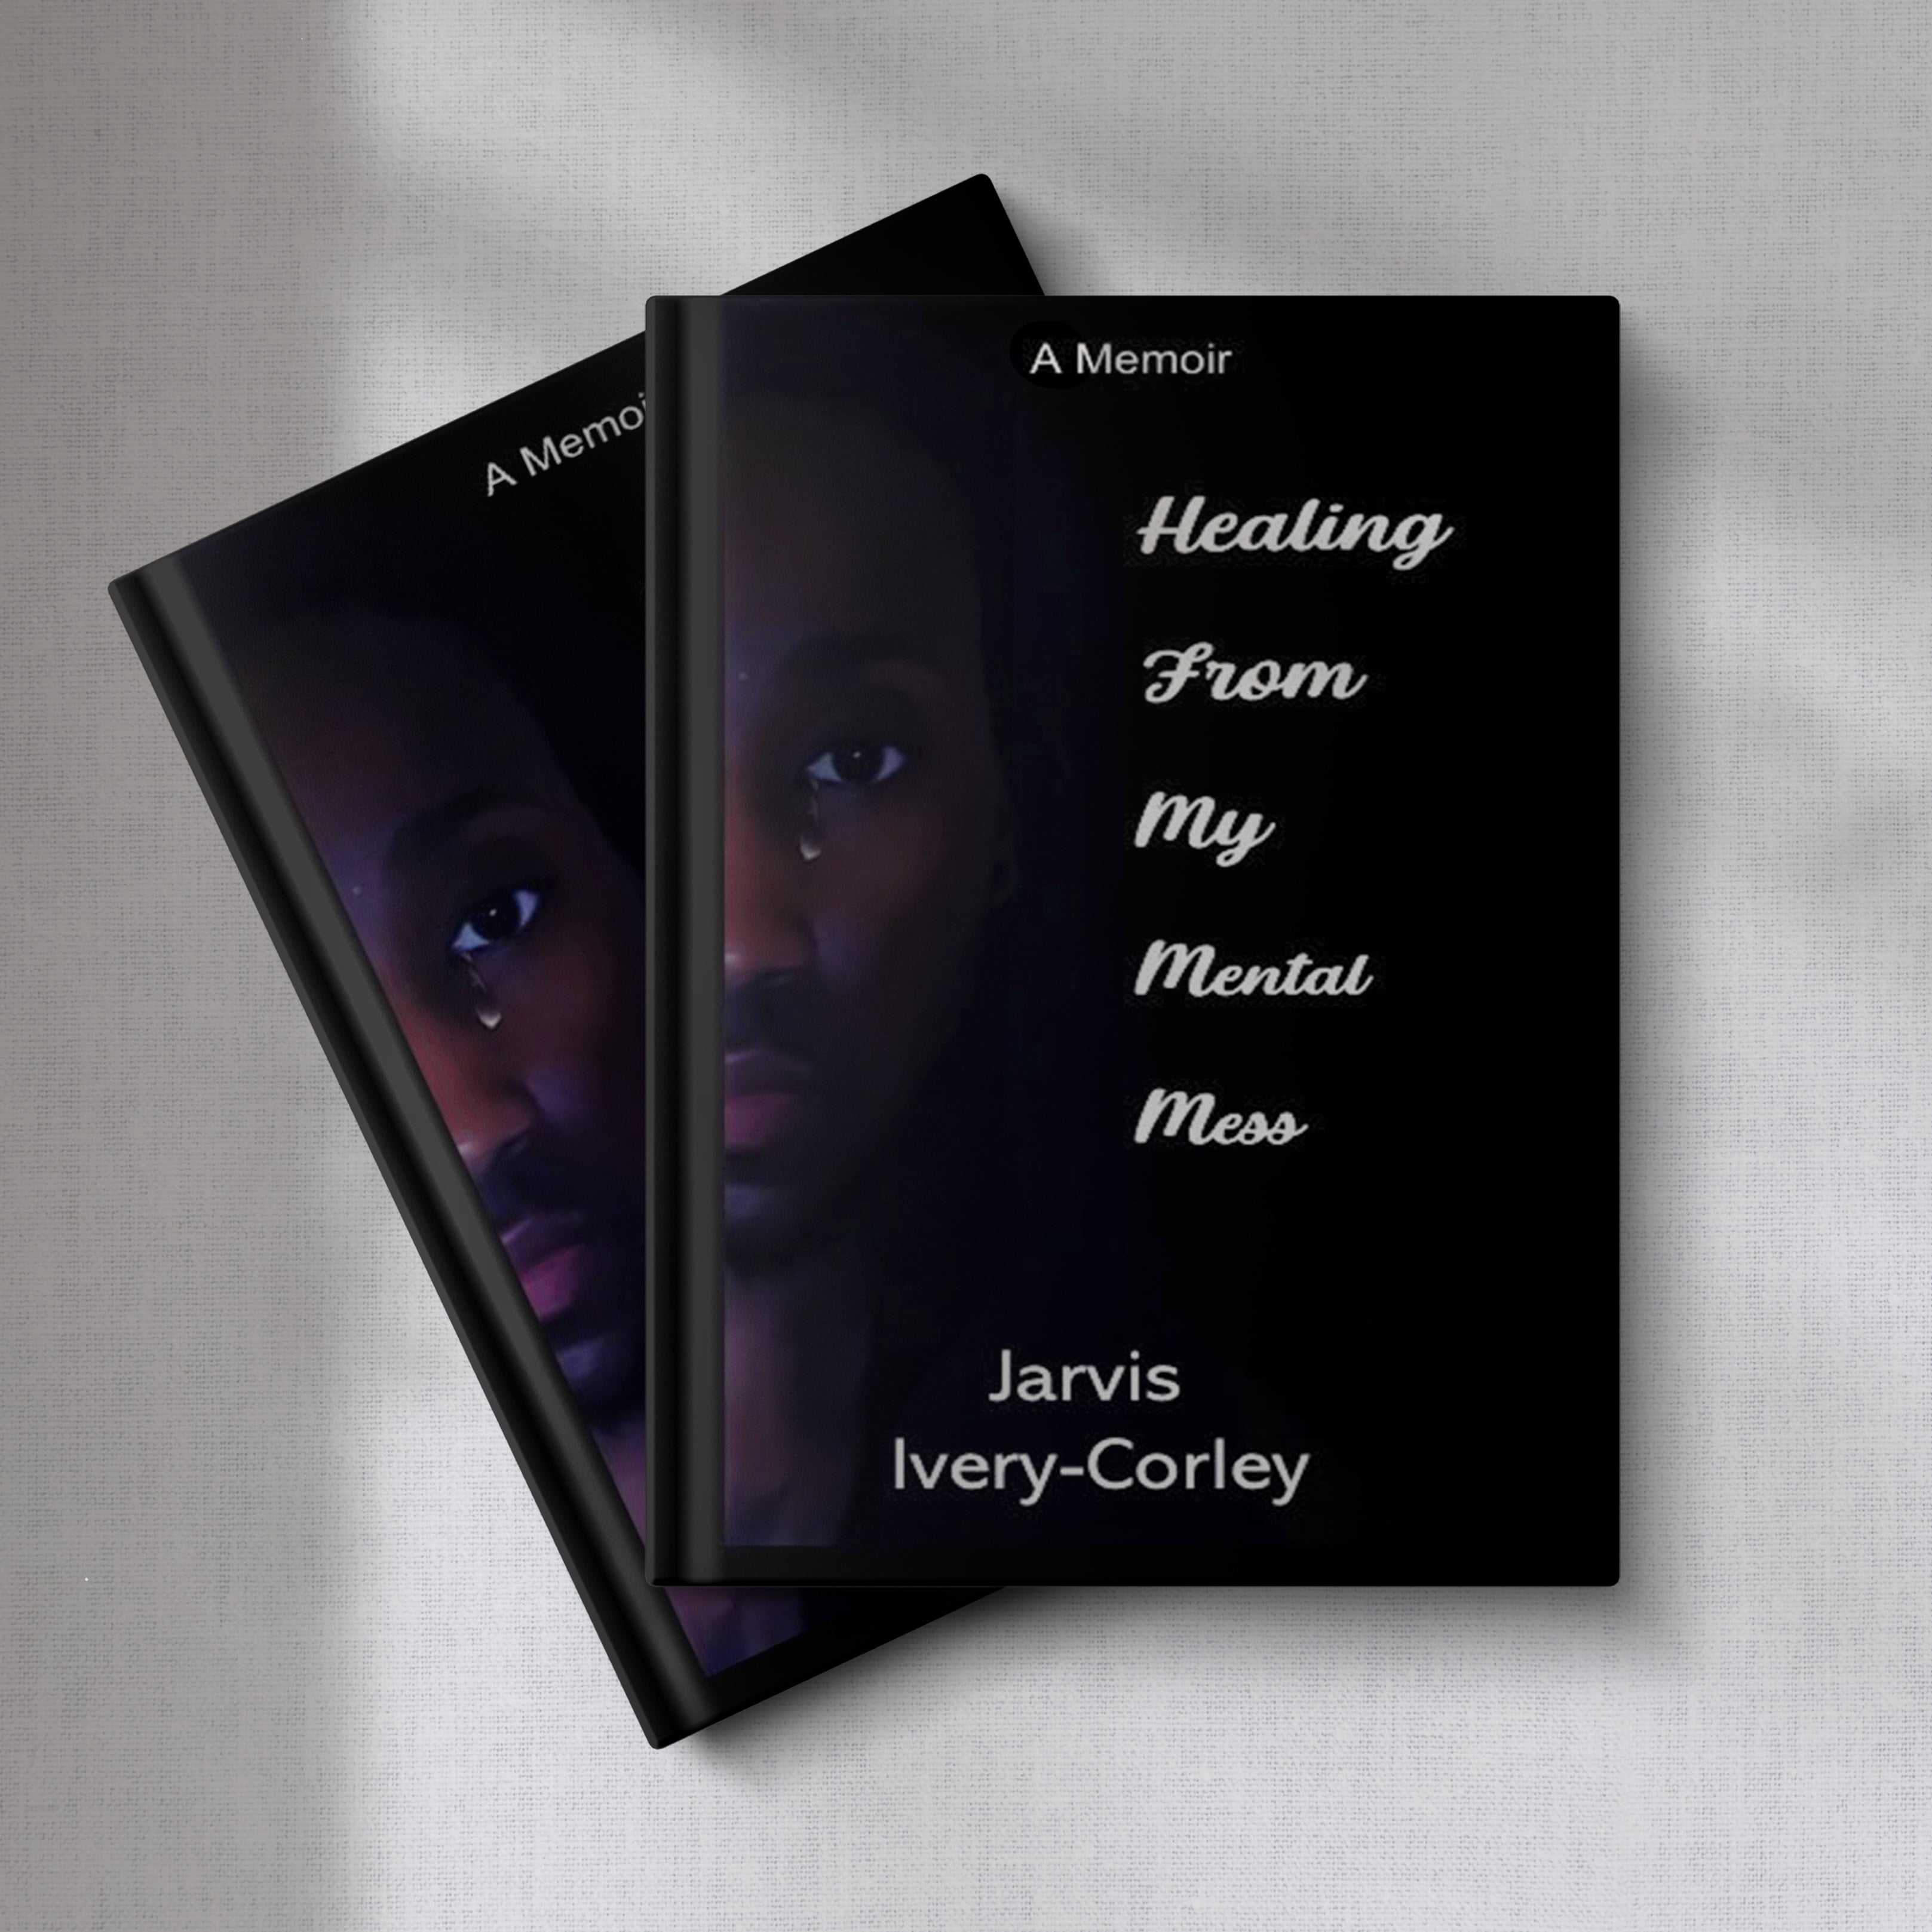 A Memoir
A Memoi
Healing
From
My
Mental
Mess
Jarvis
Ivery-Corley